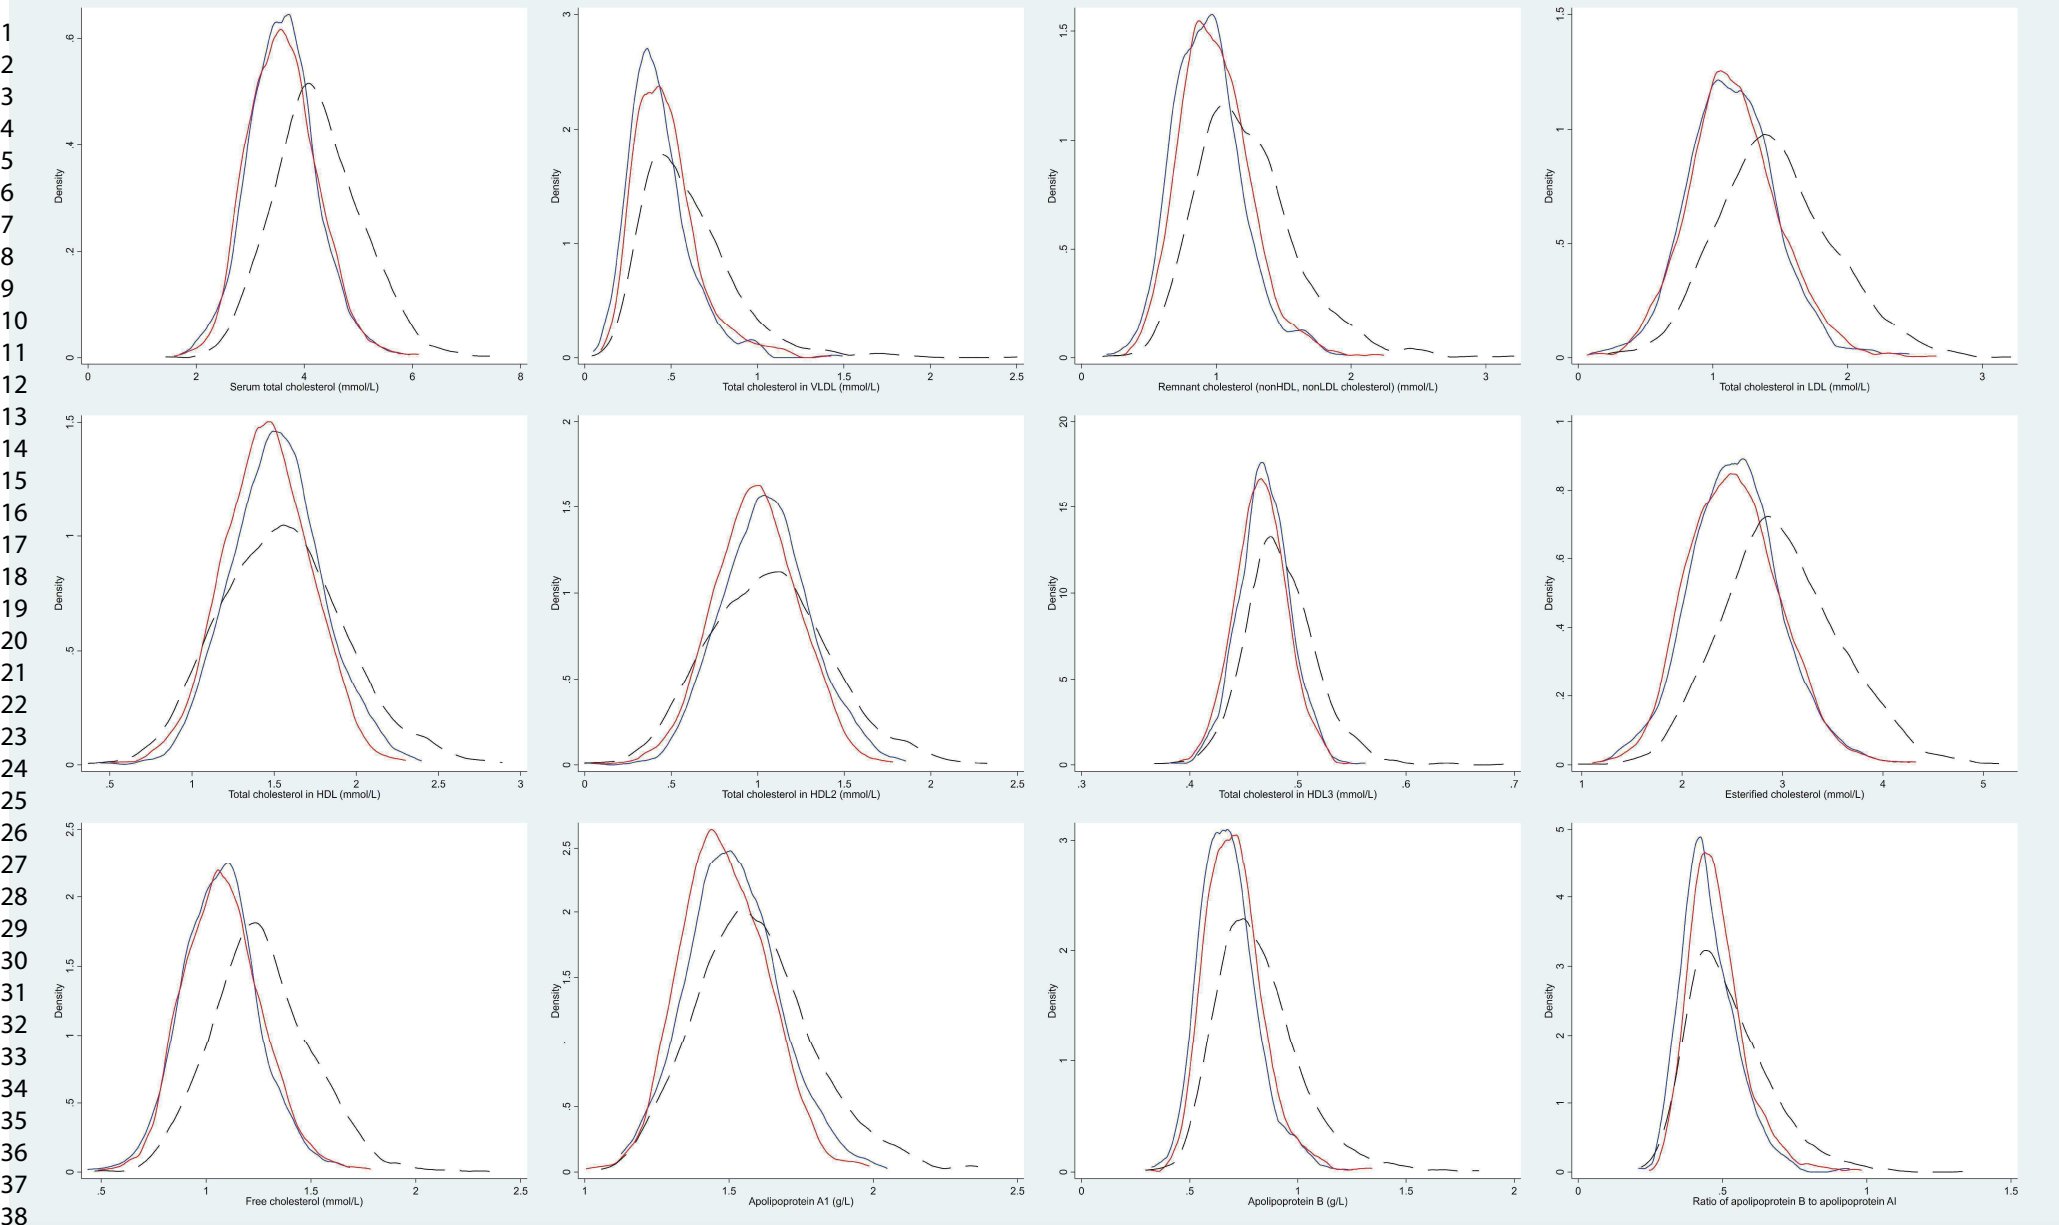 1
2
3
4
5
6
7
8
9
10
11
12
13
14
15
16
17
18
19
20
21
22
23
24
25
26
27
28
29
30
31
32
33
34
35
36
37
38
Density
0 .2 .4 .6
0 2 4 6 8
Serum total cholesterol (mmol/L)
Density
0 1 2 3
0 .5 1 1.5 2 2.5
Total cholesterol in VLDL (mmol/L)
Density
0 .5 1 1.5
0 1 2 3
Remnant cholesterol (nonHDL, nonLDL cholesterol) (mmol/L)
Density
0 .5 1 1.5
0 1 2 3
Total cholesterol in LDL (mmol/L)
Density
0 .5 1 1.5
.5 1 1.5 2 2.5 3
Total cholesterol in HDL (mmol/L)
Density
0 .5 1 1.5 2
0 .5 1 1.5 2 2.5
Total cholesterol in HDL2 (mmol/L)
Density
0 5 10 15 20
.3 .4 .5 .6 .7
Total cholesterol in HDL3 (mmol/L)
Density
0 .2 .4 .6 .8 1
1 2 3 4 5
Esterified cholesterol (mmol/L)
Density
0 .5 1 1.5 2 2.5
.5 1 1.5 2 2.5
Free cholesterol (mmol/L)
Density
0 .5 1.5 2 2.5
1 1.5 2 2.5
Apolipoprotein A1 (g/L)
Density
0 1 2 3
0 .5 1 1.5 2
Apolipoprotein B (g/L)
Density
0 1 2 3 4 5
0 .5 1 1.5
Ratio of apolipoprotein B to apolipoprotein AI